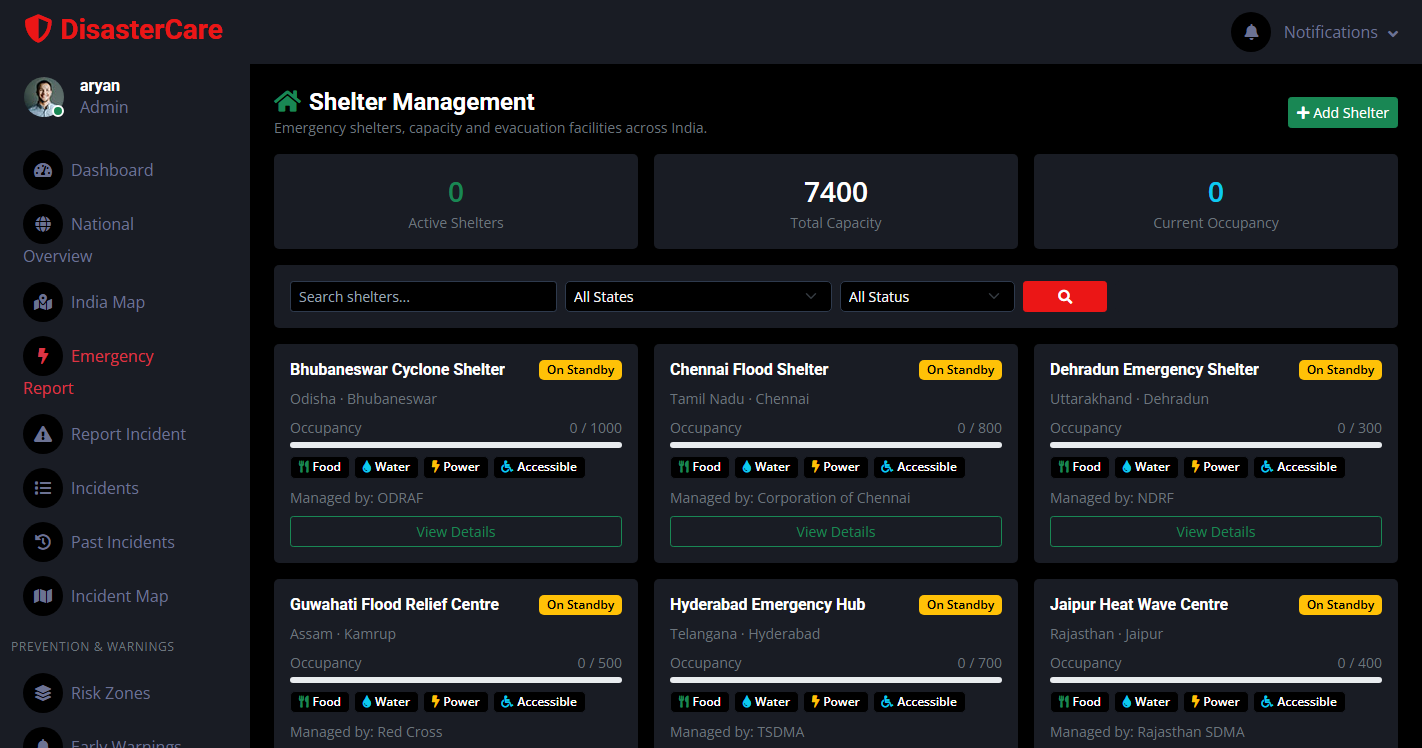 DisasterCare
Notifications
aryan
Admin
Dashboard
National
Overview
India Map
Emergency
Report
Report Incident
Incidents
Past Incidents
Incident Map
PREVENTION & WARNINGS
Risk Zones
Early Warnings
Shelter Management
Emergency shelters, capacity and evacuation facilities across India.
Add Shelter
0
Active Shelters
7400
Total Capacity
0
Current Occupancy
Search shelters...
All States
All Status
Bhubaneswar Cyclone Shelter
On Standby
Odisha · Bhubaneswar
Occupancy
0 / 1000
Food Water Power Accessible
Managed by: ODRAF
View Details
Chennai Flood Shelter
On Standby
Tamil Nadu · Chennai
Occupancy
0 / 800
Food Water Power Accessible
Managed by: Corporation of Chennai
View Details
Dehradun Emergency Shelter
On Standby
Uttarakhand · Dehradun
Occupancy
0 / 300
Food Water Power Accessible
Managed by: NDRF
View Details
Guwahati Flood Relief Centre
On Standby
Assam · Kamrup
Occupancy
0 / 500
Food Water Power Accessible
Managed by: Red Cross
Hyderabad Emergency Hub
On Standby
Telangana · Hyderabad
Occupancy
0 / 700
Food Water Power Accessible
Managed by: TSDMA
Jaipur Heat Wave Centre
On Standby
Rajasthan · Jaipur
Occupancy
0 / 400
Food Water Power Accessible
Managed by: Rajasthan SDMA